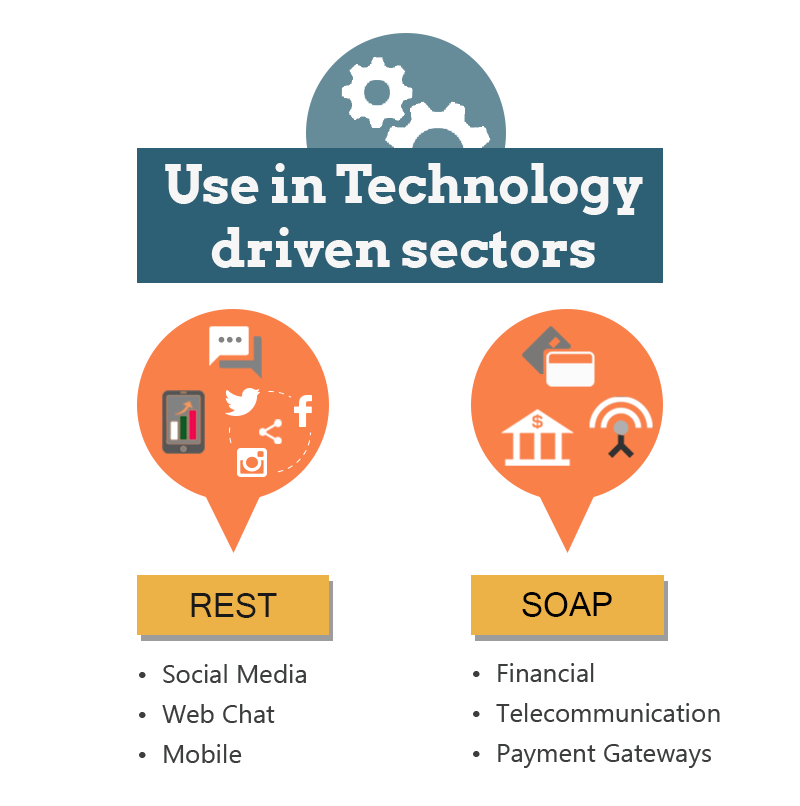 Use in Technology
driven sectors
$
REST
SOAP
• Social Media
• Web Chat
• Mobile
• Financial
• Telecommunication
• Payment Gateways